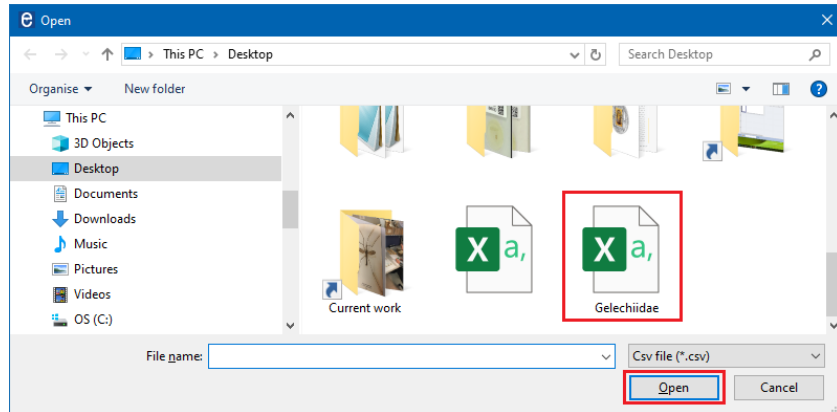 e Open
This PC > Desktop
Search Desktop
Organise New folder
This PC
3D Objects
Desktop
Documents
Downloads
Music
Pictures
Videos
OS (C:)
X a,
X a,
Current work
Gelechiidae
File name:
Csv file (*.csv)
Open Cancel